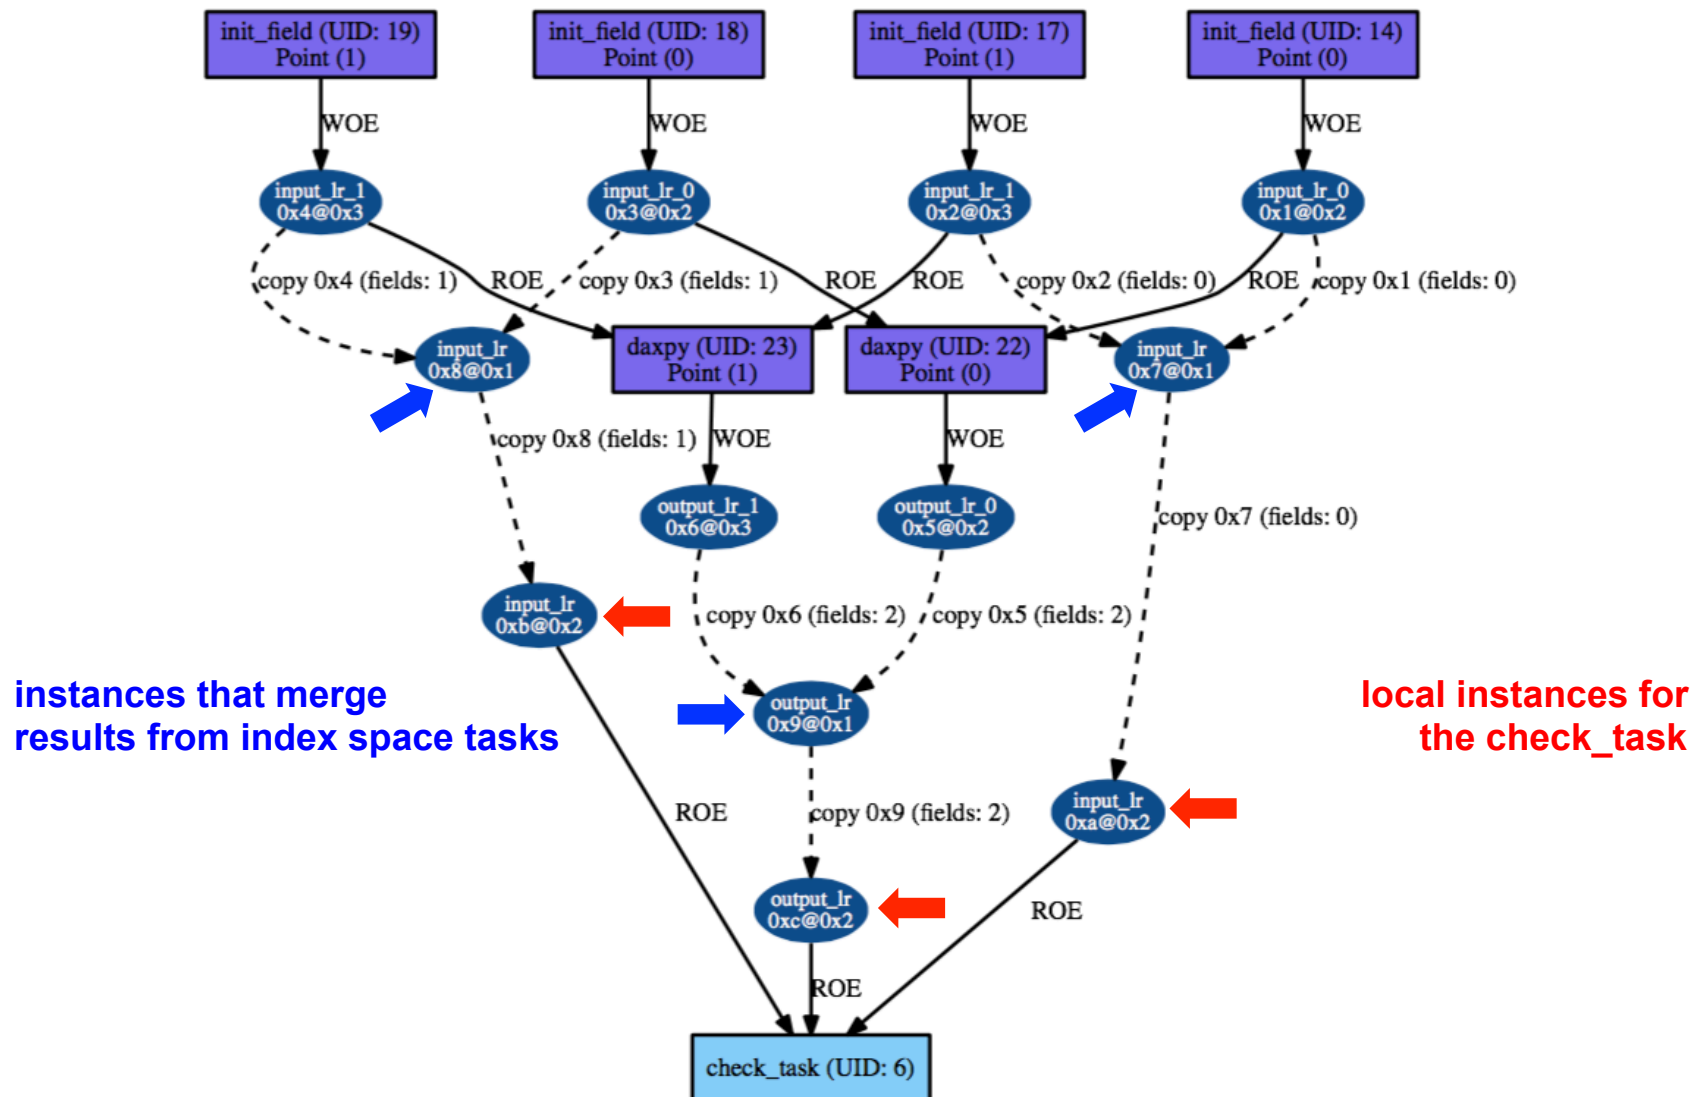 init_field (UID: 19)
Point (1)
init_field (UID: 18)
Point (0)
init_field (UID: 17)
Point (1)
init_field (UID: 14)
Point (0)
WOE
WOE
WOE
WOE
input_lr_1
0x4@0x3
input_lr_0
0x3@0x2
input_lr_1
0x2@0x3
input_lr_0
0x1@0x2
copy 0x4 (fields: 1)
ROE
copy 0x3 (fields: 1)
ROE
ROE
copy 0x2 (fields: 0)
ROE
copy 0x1 (fields: 0)
input_lr
0x8@0x1
daxpy (UID: 23)
Point (1)
daxpy (UID: 22)
Point (0)
input_lr
0x7@0x1
copy 0x8 (fields: 1)
WOE
WOE
output_lr_1
0x6@0x3
output_lr_0
0x5@0x2
copy 0x7 (fields: 0)
input_lr
0xb@0x2
copy 0x6 (fields: 2)
copy 0x5 (fields: 2)
instances that merge
results from index space tasks
output_lr
0x9@0x1
local instances for
the check_task
ROE
copy 0x9 (fields: 2)
input_lr
0xa@0x2
output_lr
0xc@0x2
ROE
ROE
check_task (UID: 6)